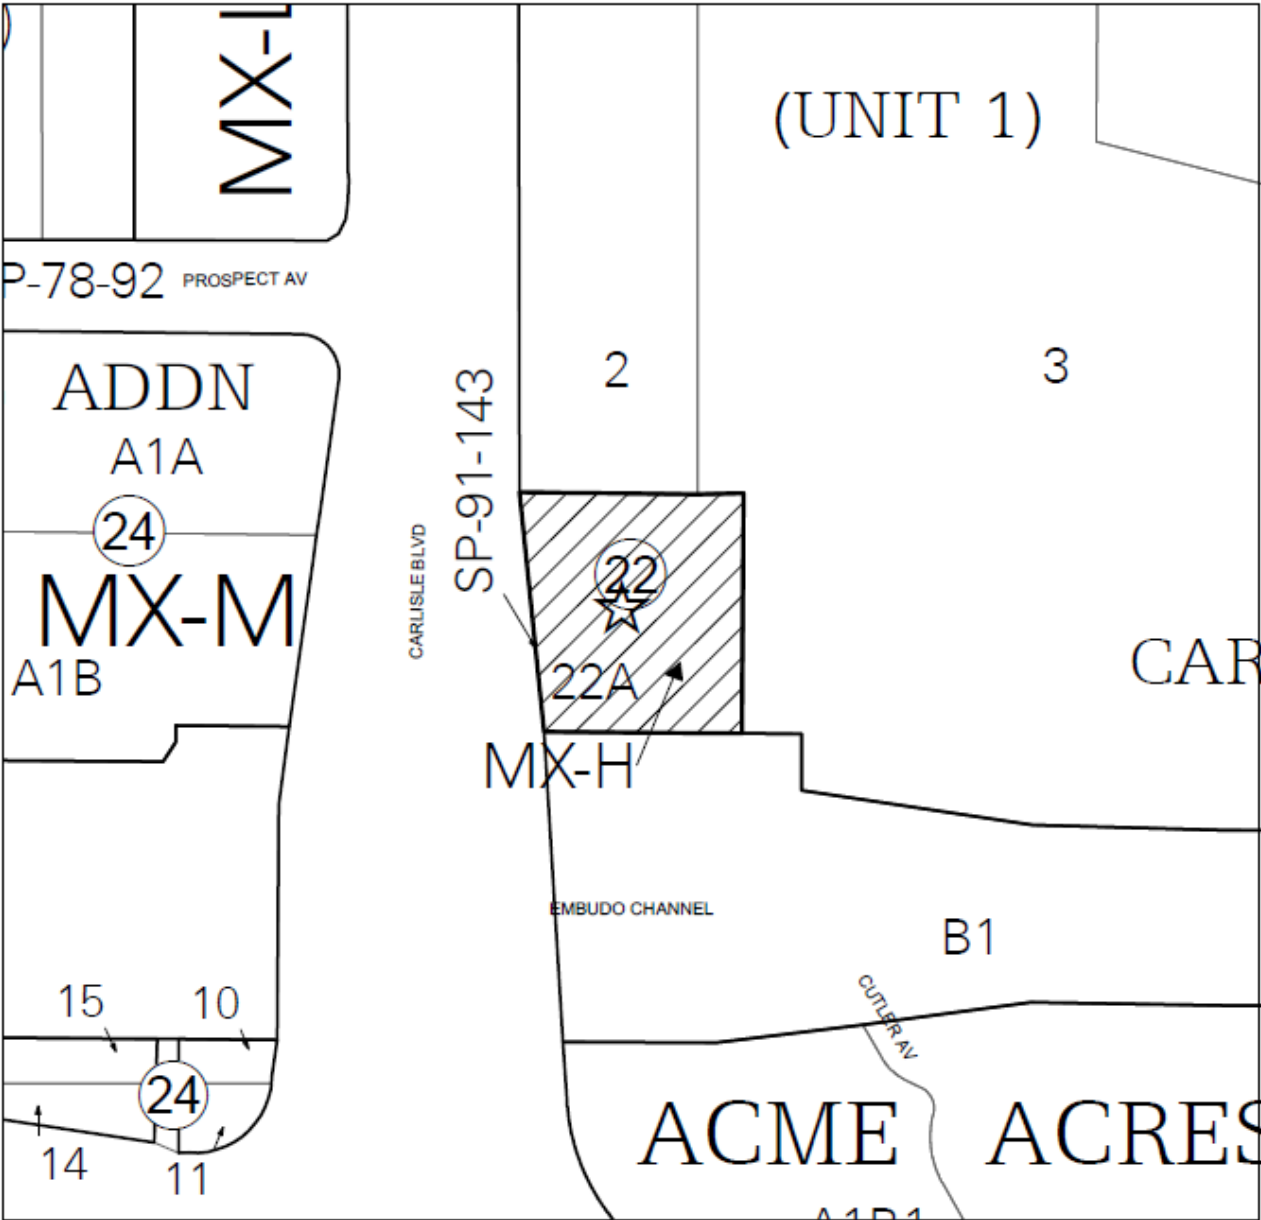 MX-L
(UNIT 1)
P-78-92
PROSPECT AV
ADDN
A1A
24
MX-M
A1B
CARLISLE BLVD
SP-91-143
2
3
22
22A
MX-H
CAR
EMBUDO CHANNEL
B1
CUTLER AV
15
10
24
14
11
ACME ACRES